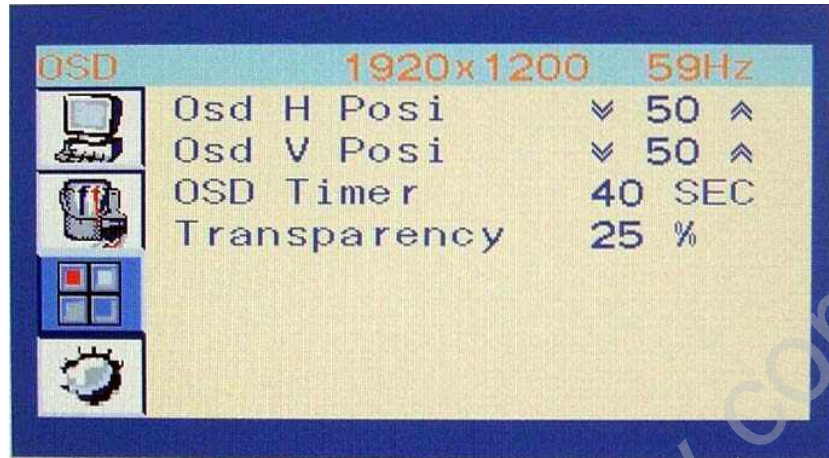 OSD 1920x1200 59Hz
Osd H Posi 50
Osd V Posi 50
OSD Timer 40 SEC
Transparency 25 %